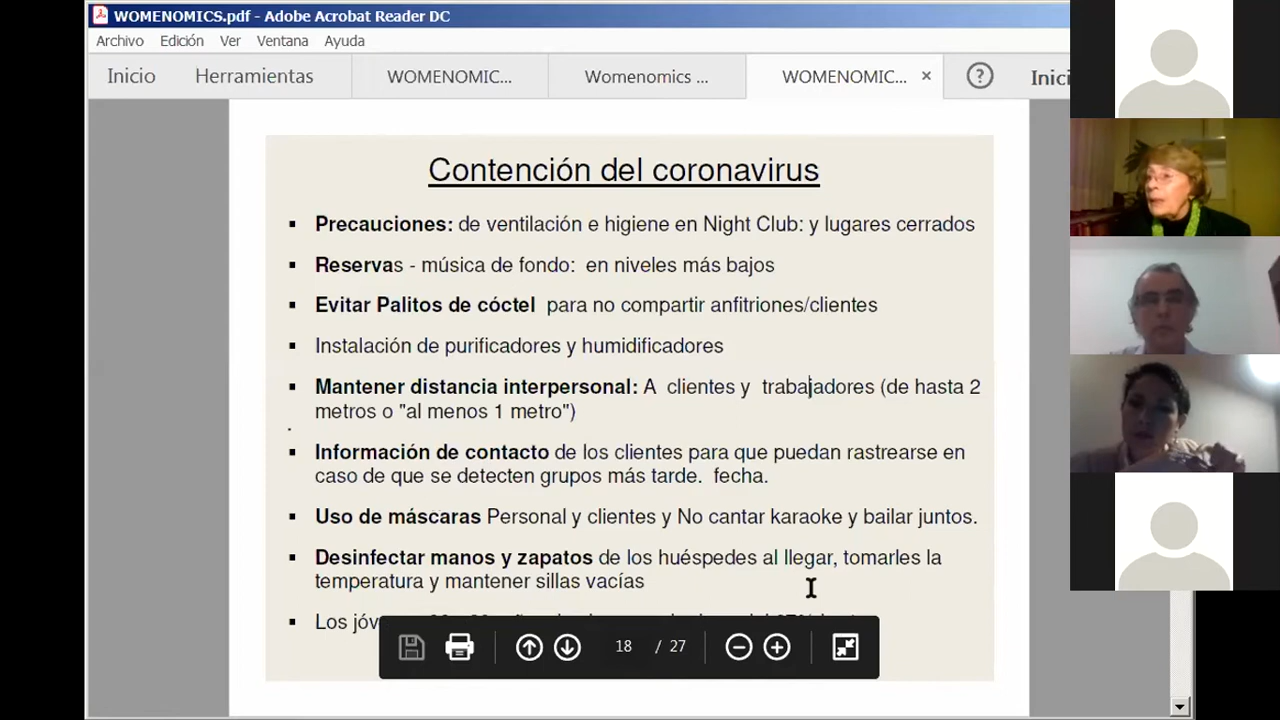 WOMENOMICS.pdf - Adobe Acrobat Reader DC
Archivo Edición Ver Ventana Ayuda
Inicio Herramientas WOMENOMIC... Womenomics ... WOMENOMIC... × ? Inici
Contención del coronavirus
▪ Precauciones: de ventilación e higiene en Night Club: y lugares cerrados
▪ Reservas - música de fondo: en niveles más bajos
▪ Evitar Palitos de cóctel para no compartir anfitriones/clientes
▪ Instalación de purificadores y humidificadores
▪ Mantener distancia interpersonal: A clientes y trabajadores (de hasta 2
metros o "al menos 1 metro")
▪ Información de contacto de los clientes para que puedan rastrearse en
caso de que se detecten grupos más tarde. fecha.
▪ Uso de máscaras Personal y clientes y No cantar karaoke y bailar juntos.
▪ Desinfectar manos y zapatos de los huéspedes al llegar, tomarles la
temperatura y mantener sillas vacías
▪ Los
18 / 27